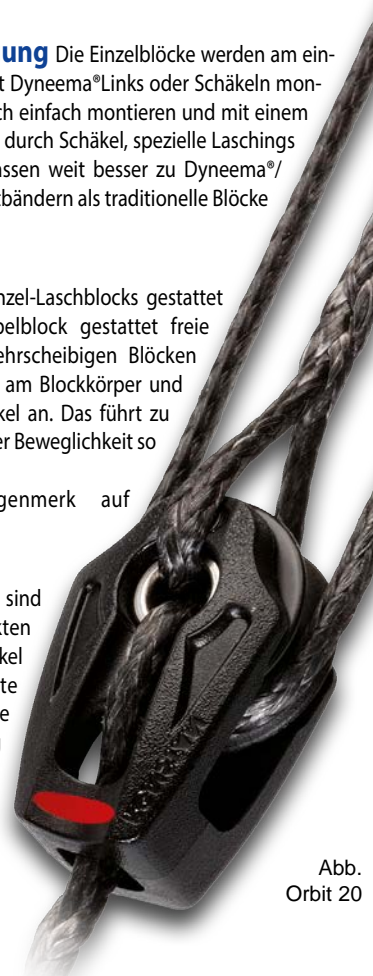 ung Die Einzelblöcke werden am ein-
t Dyneema®Links oder Schäkeln mon-
ch einfach montieren und mit einem
durch Schäkel, spezielle Laschings
assen weit besser zu Dyneema®/
tbändern als traditionelle Blöcke
nzel-Laschblocks gestattet
pelblock gestattet freie
ehrscheibigen Blöcken
am Blockkörper und
kel an. Das führt zu
er Beweglichkeit so
genmerk auf
sind
kten
kel
te
e
Abb.
Orbit 20